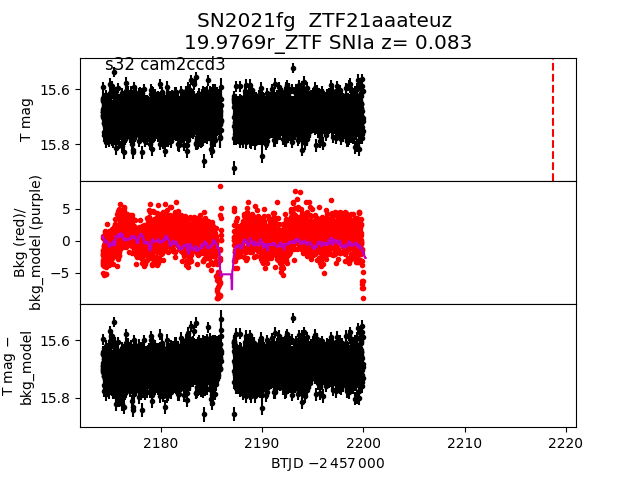 SN2021fg  ZTF21aaateuz
19.9769r_ZTF SNIa z= 0.083
s32 cam2ccd3
T mag
15.6
15.8
Bkg (red)/
bkg_model (purple)
5
0
−5
T mag −
bkg_model
15.6
15.8
2180 2190 2200 2210 2220
BTJD −2 457 000